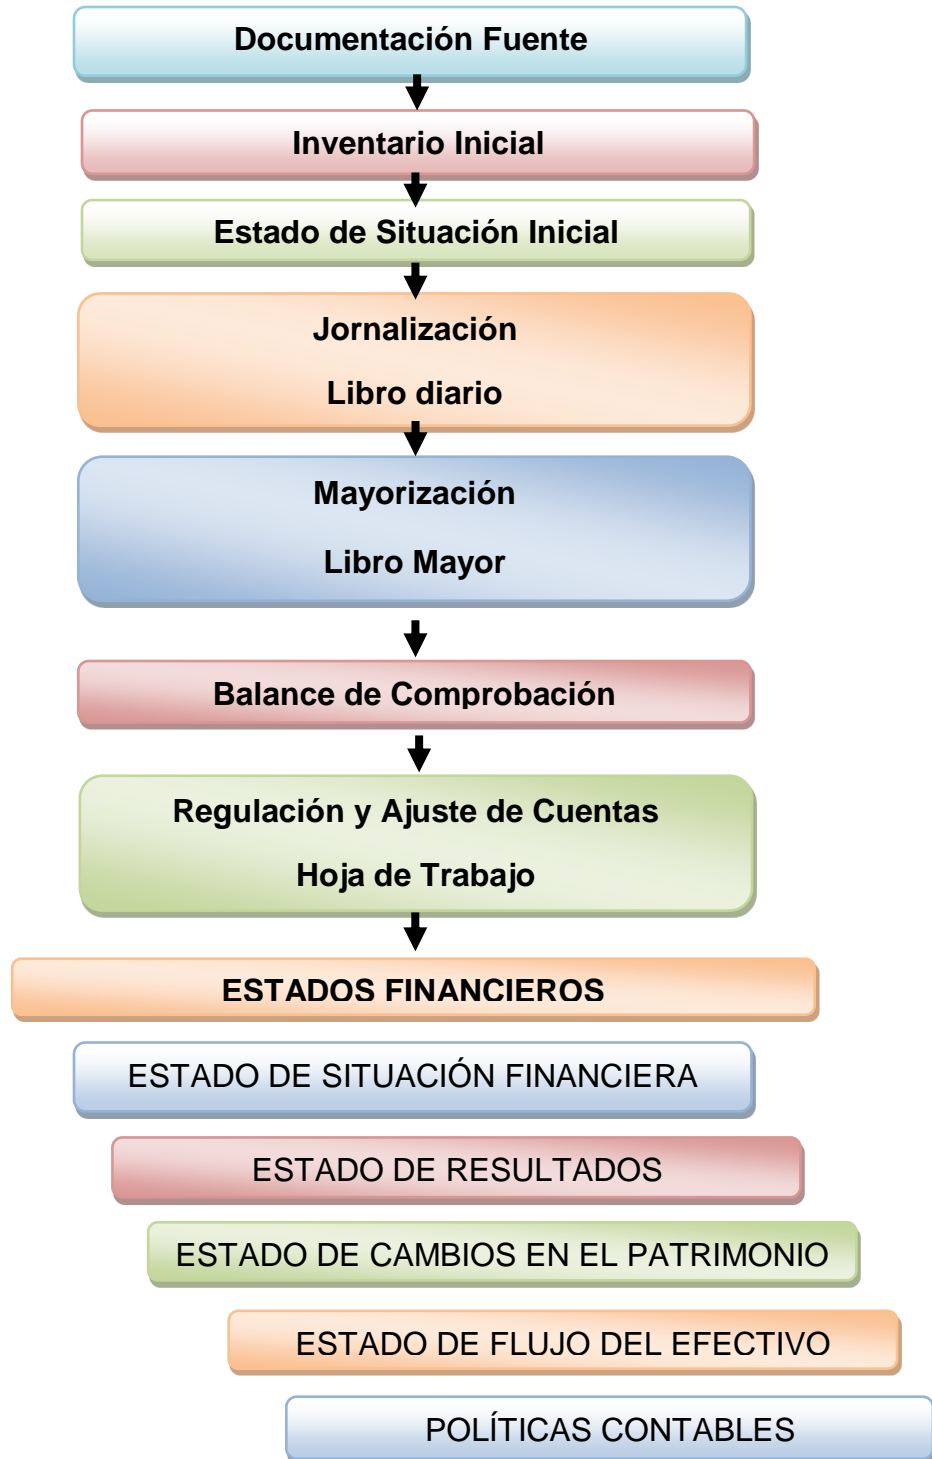 Documentación Fuente
Inventario Inicial
Estado de Situación Inicial
Jornalización
Libro diario
Mayorización
Libro Mayor
Balance de Comprobación
Regulación y Ajuste de Cuentas
Hoja de Trabajo
ESTADOS FINANCIEROS
ESTADO DE SITUACIÓN FINANCIERA
ESTADO DE RESULTADOS
ESTADO DE CAMBIOS EN EL PATRIMONIO
ESTADO DE FLUJO DEL EFECTIVO
POLÍTICAS CONTABLES